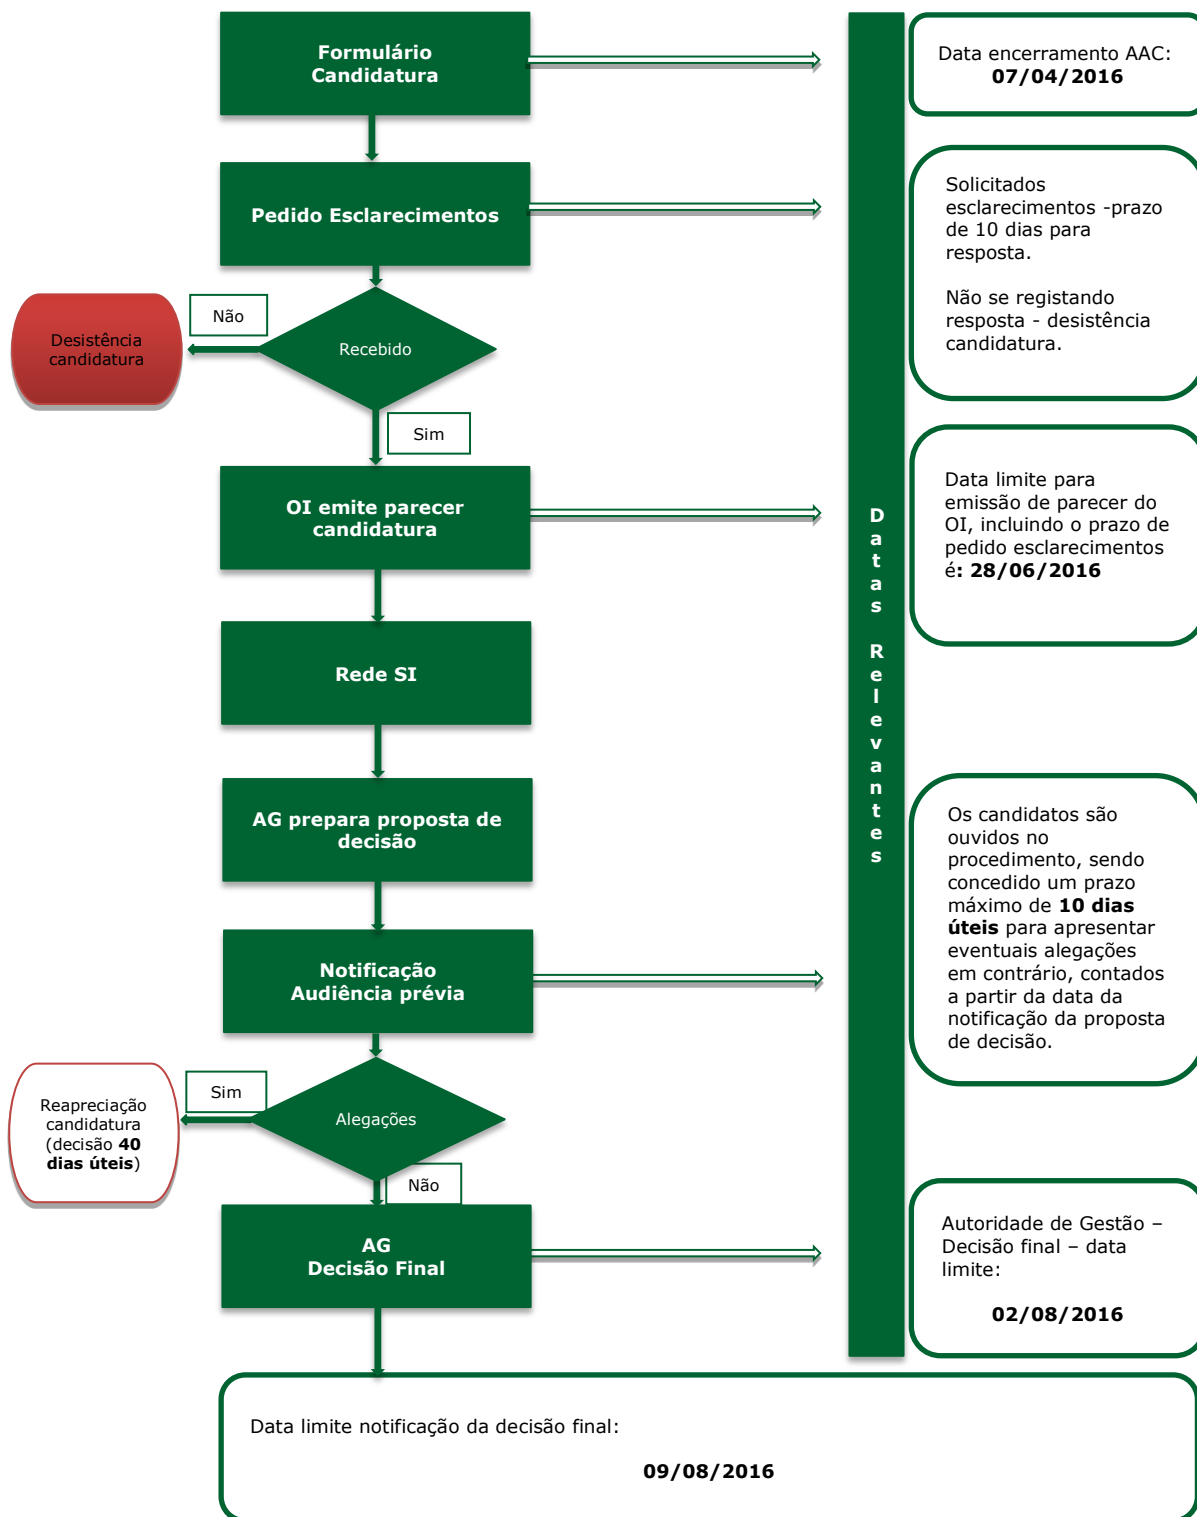 Formulário
Candidatura
Data encerramento AAC:
07/04/2016
Pedido Esclarecimentos
Solicitados
esclarecimentos -prazo
de 10 dias para
resposta.
Não se registando
resposta - desistência
candidatura.
Não
Desistência
candidatura
Recebido
Sim
OI emite parecer
candidatura
Data limite para
emissão de parecer do
OI, incluindo o prazo de
pedido esclarecimentos
é: 28/06/2016
Datas Relevantes
Rede SI
AG prepara proposta de
decisão
Os candidatos são
ouvidos no
procedimento, sendo
concedido um prazo
máximo de 10 dias
úteis para apresentar
eventuais alegações
em contrário, contados
a partir da data da
notificação da proposta
de decisão.
Notificação
Audiência prévia
Sim
Reapreciação
candidatura
(decisão 40
dias úteis)
Alegações
Não
AG
Decisão Final
Autoridade de Gestão –
Decisão final – data
limite:
02/08/2016
Data limite notificação da decisão final:
09/08/2016